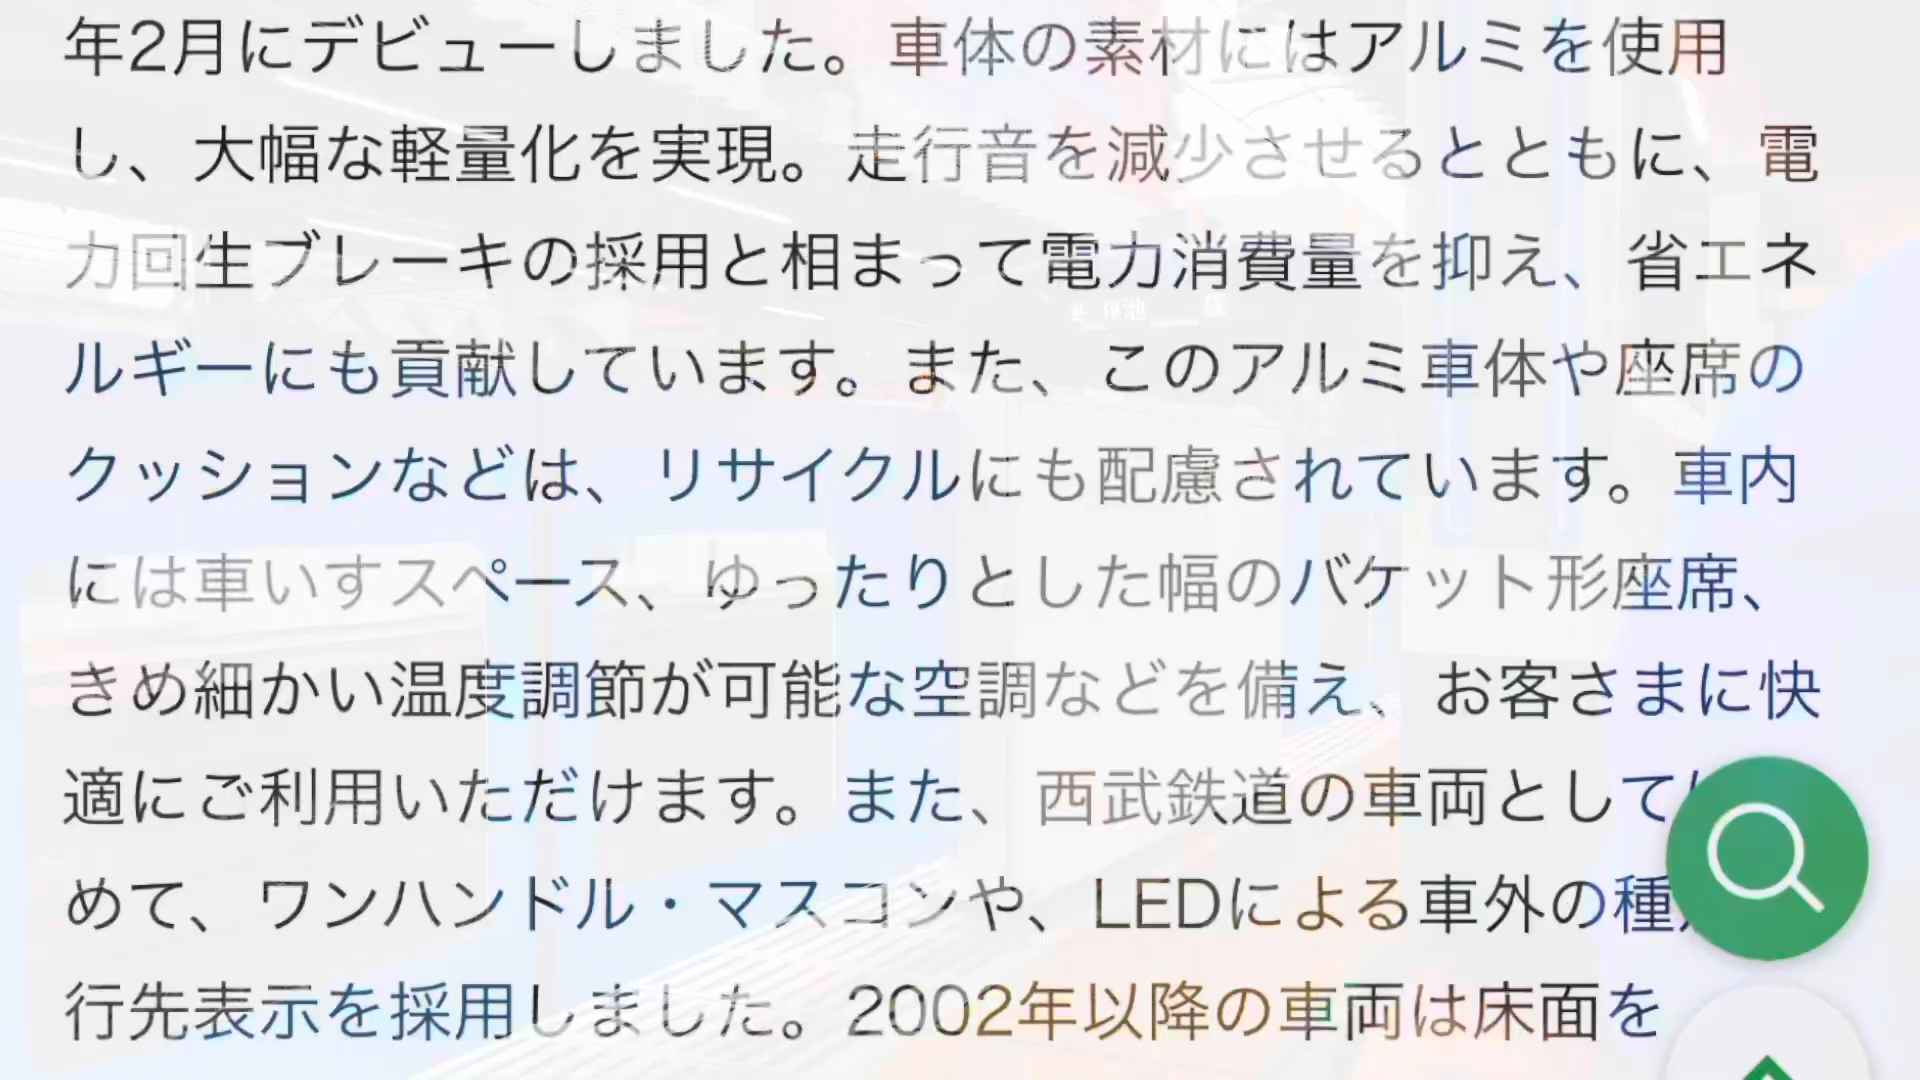 年2月にデビューしました。車体の素材にはアルミを使用
し、大幅な軽量化を実現。走行音を減少させるとともに、電
力回生ブレーキの採用と相まって電力消費量を抑え、省エネ
ルギーにも貢献しています。また、このアルミ車体や座席の
クッションなどは、リサイクルにも配慮されています。車内
には車いすスペース、ゆったりとした幅のバケット形座席、
きめ細かい温度調節が可能な空調などを備え、お客さまに快
適にご利用いただけます。また、西武鉄道の車両として
めて、ワンハンドル・マスコンや、LEDによる車外の種
行先表示を採用しました。2002年以降の車両は床面を